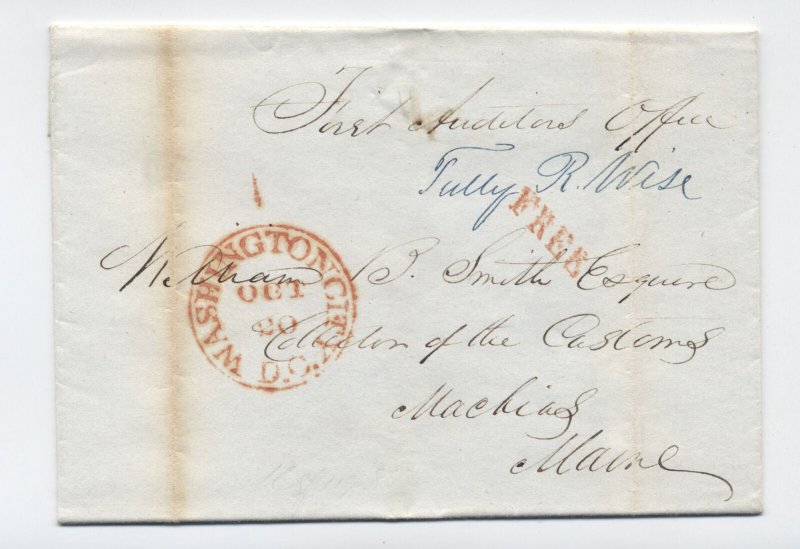 First Auditors Office
Tully R. Wise
FREE
William B. Smith Esquire
WASHINGTON CITY D.C.
OCT
20
Collector of the Customs
Machias
Maine